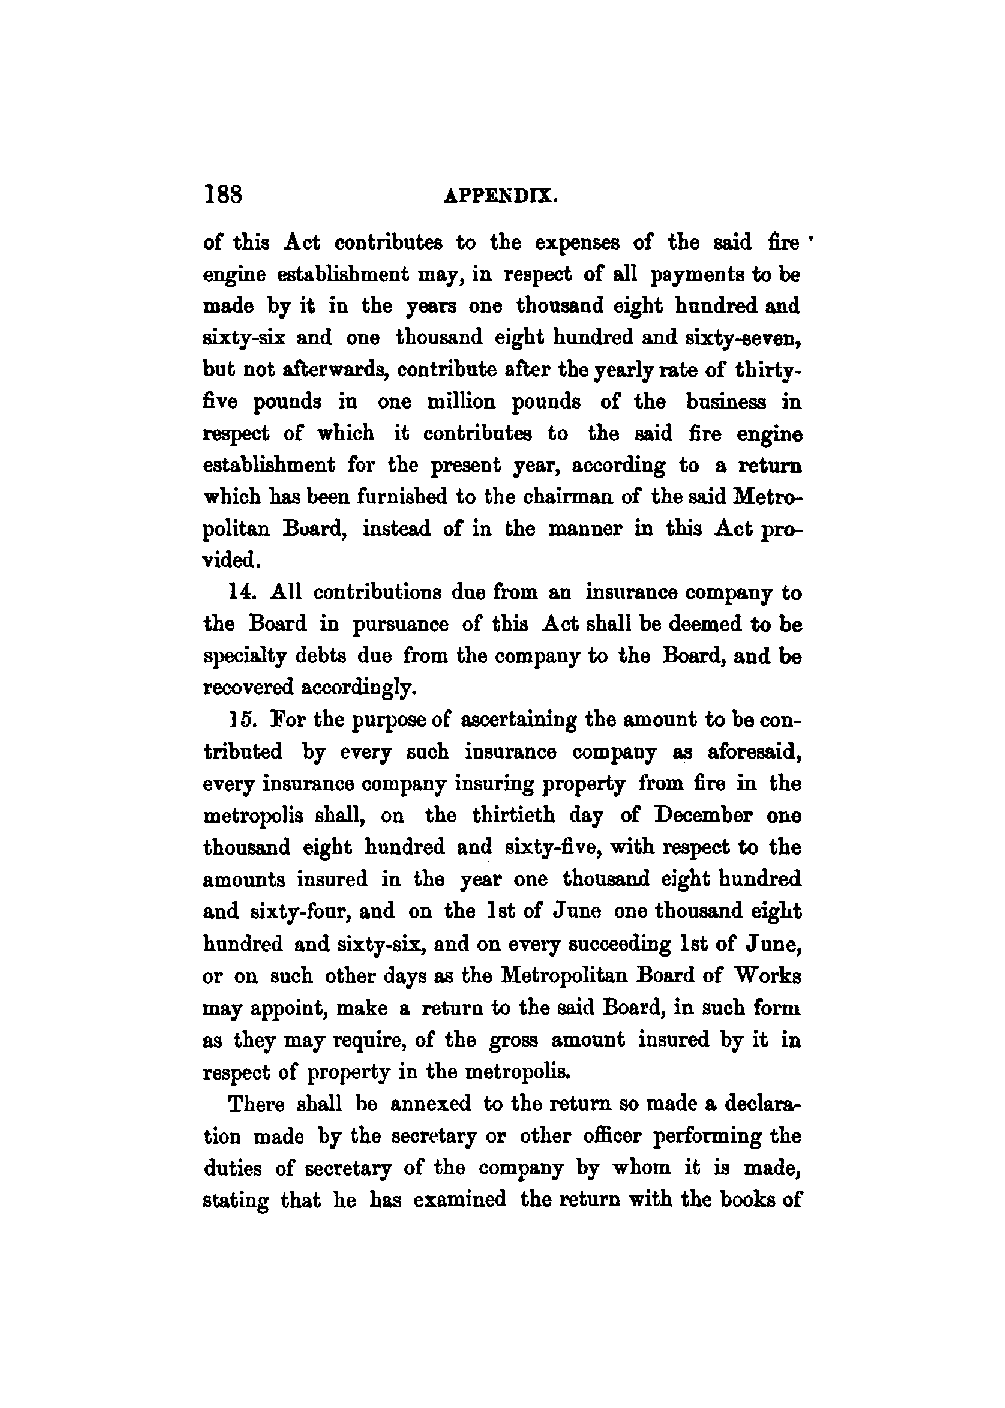 188 APPENDIX.
of this Act contributes to the expenses of the said fire
engine establishment may, in respect of all payments to be
made by it in the years one thousand eight hundred and
sixty-six and one thousand eight hundred and sixty-seven,
but not afterwards, contribute after the yearly rate of thirty-
five pounds in one million pounds of the business in
respect of which it contributes to the said fire engine
establishment for the present year, according to a return
which has been furnished to the chairman of the said Metro-
politan Board, instead of in the manner in this Act pro-
vided.
14. All contributions due from an insurance company to
the Board in pursuance of this Act shall be deemed to be
specialty debts due from the company to the Board, and be
recovered accordingly.
15. For the purpose of ascertaining the amount to be con-
tributed by every such insurance company as aforesaid,
every insurance company insuring property from fire in the
metropolis shall, on the thirtieth day of December one
thousand eight hundred and sixty-five, with respect to the
amounts insured in the year one thousand eight hundred
and sixty-four, and on the 1st of June one thousand eight
hundred and sixty-six, and on every succeeding 1st of June,
or on such other days as the Metropolitan Board of Works
may appoint, make a return to the said Board, in such form
as they may require, of the gross amount insured by it in
respect of property in the metropolis.
There shall be annexed to the return so made a declara-
tion made by the secretary or other officer performing the
duties of secretary of the company by whom it is made,
stating that he has examined the return with the books of